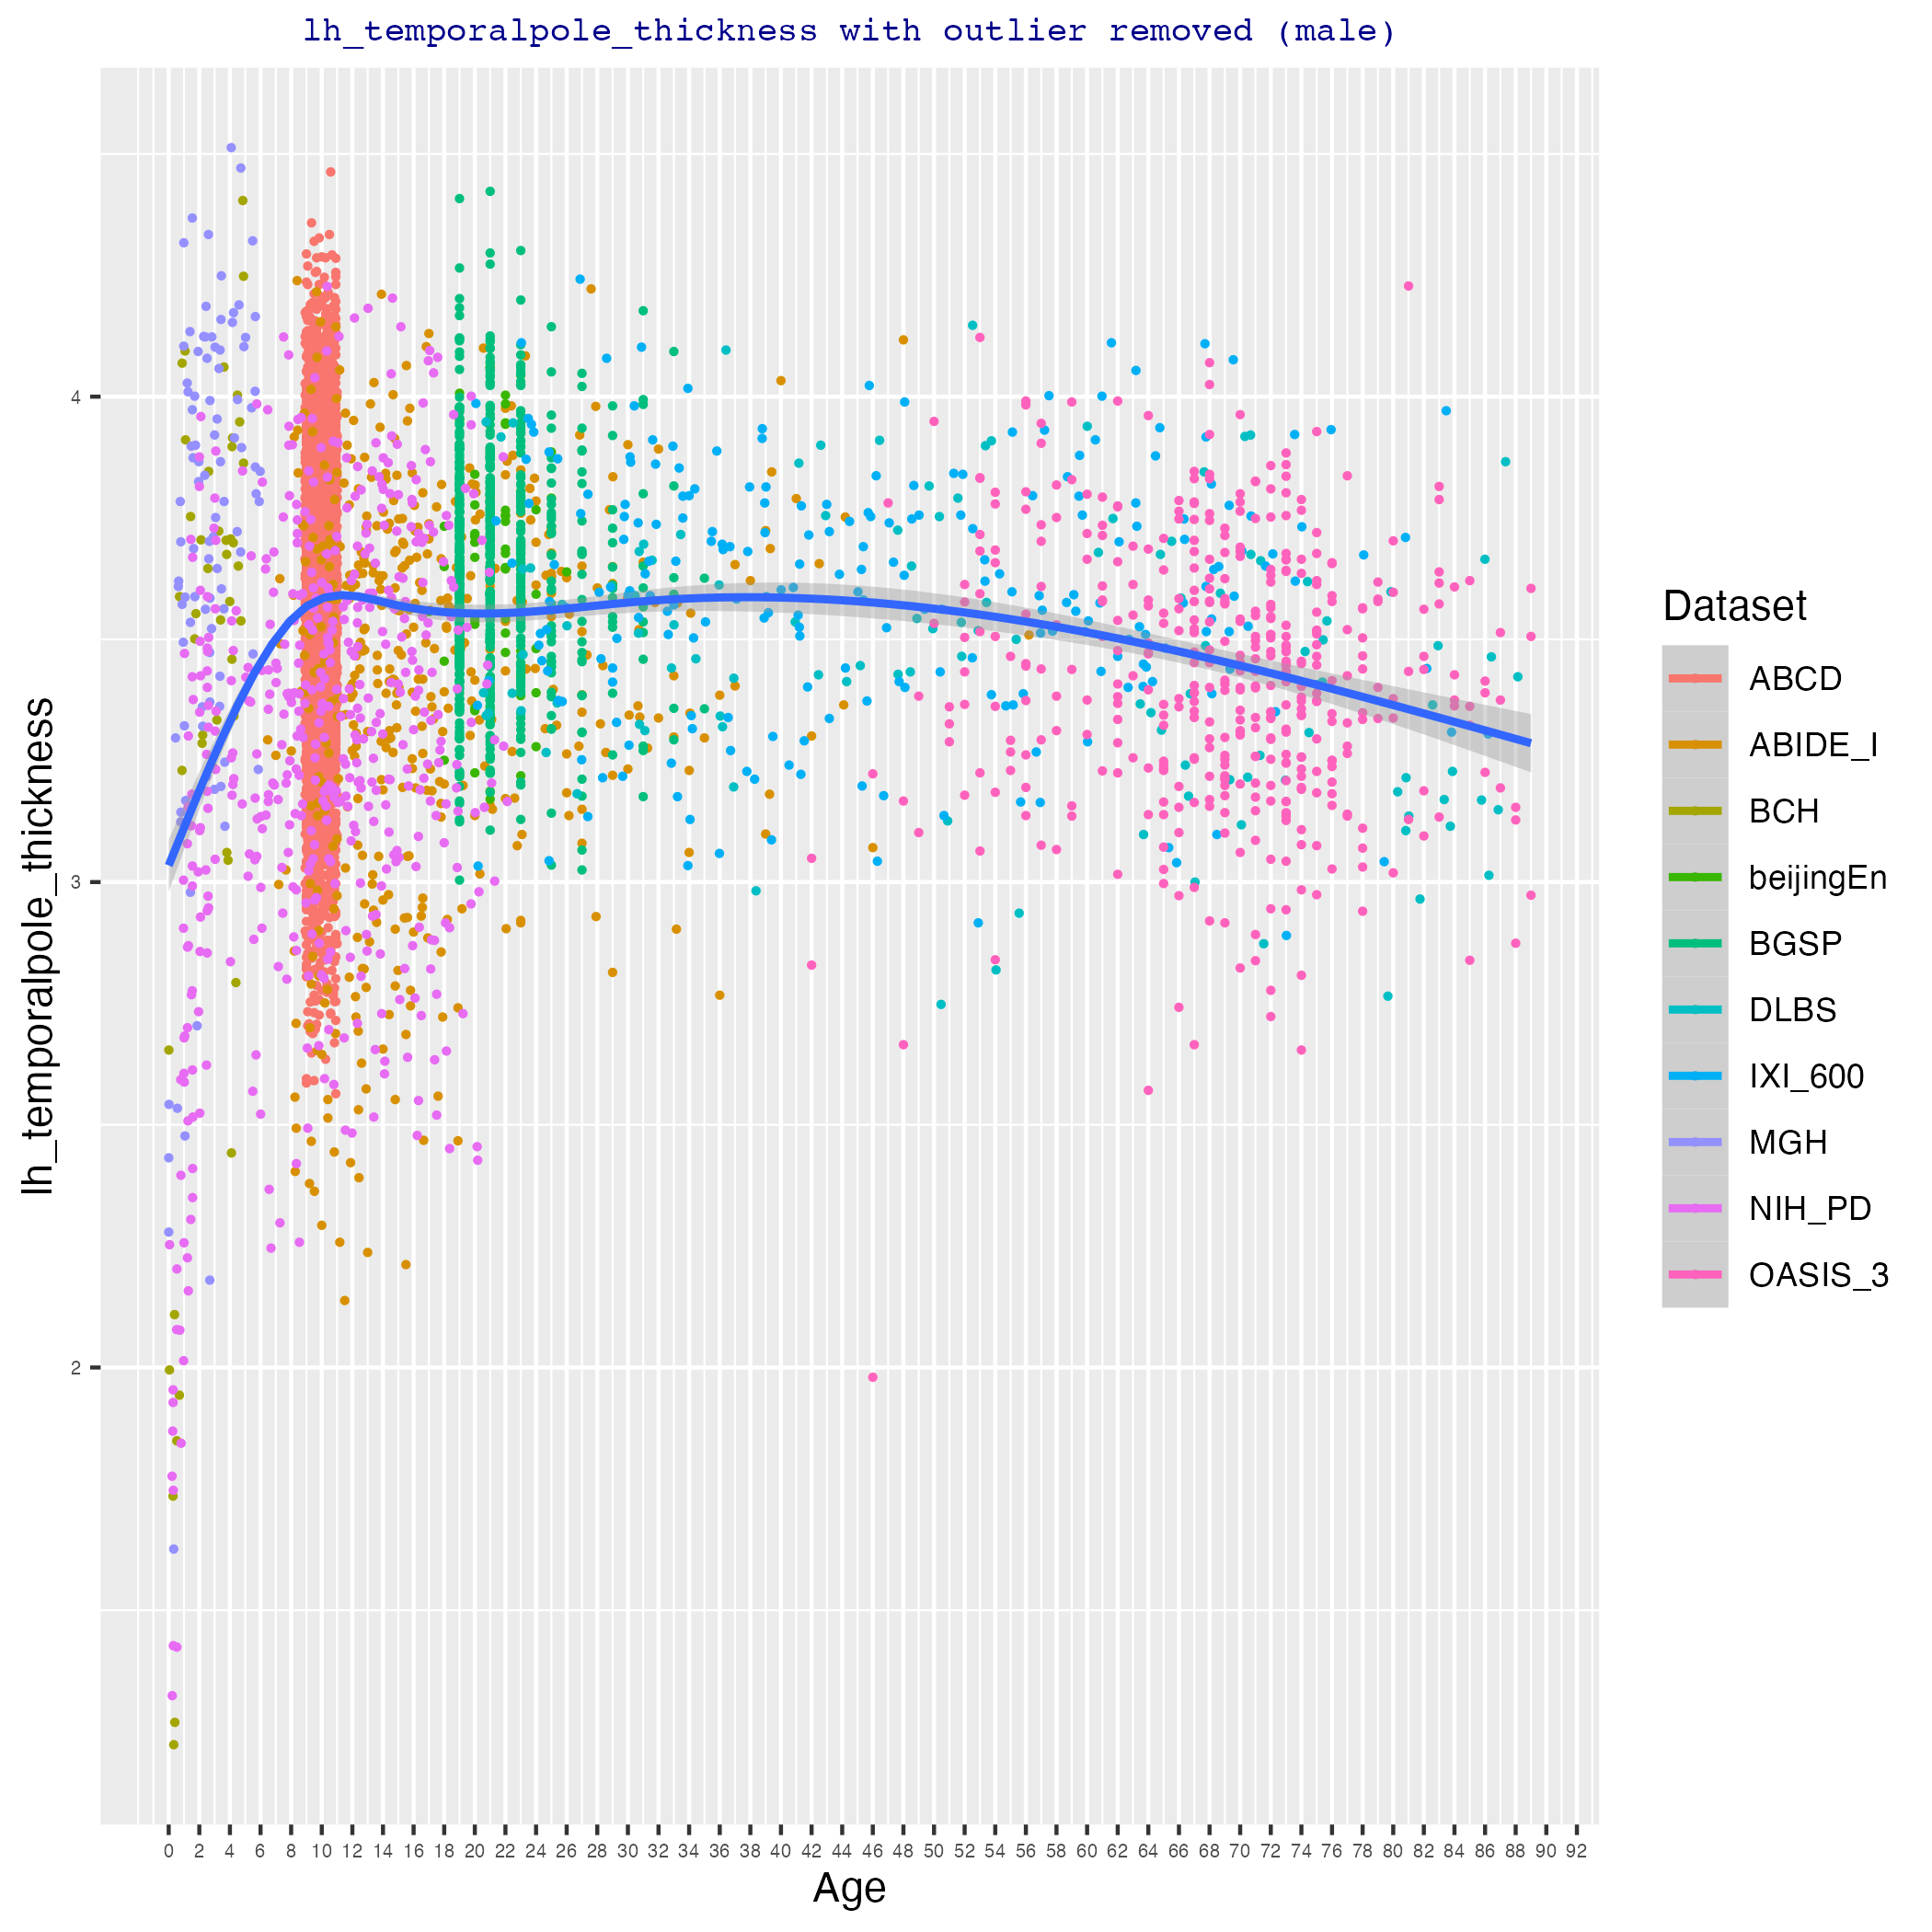 lh_temporalpole_thickness with outlier removed (male)
lh_temporalpole_thickness
4
3
2
0 2 4 6 8 10 12 14 16 18 20 22 24 26 28 30 32 34 36 38 40 42 44 46 48 50 52 54 56 58 60 62 64 66 68 70 72 74 76 78 80 82 84 86 88 90 92
Age
Dataset
ABCD
ABIDE_I
BCH
beijingEn
BGSP
DLBS
IXI_600
MGH
NIH_PD
OASIS_3